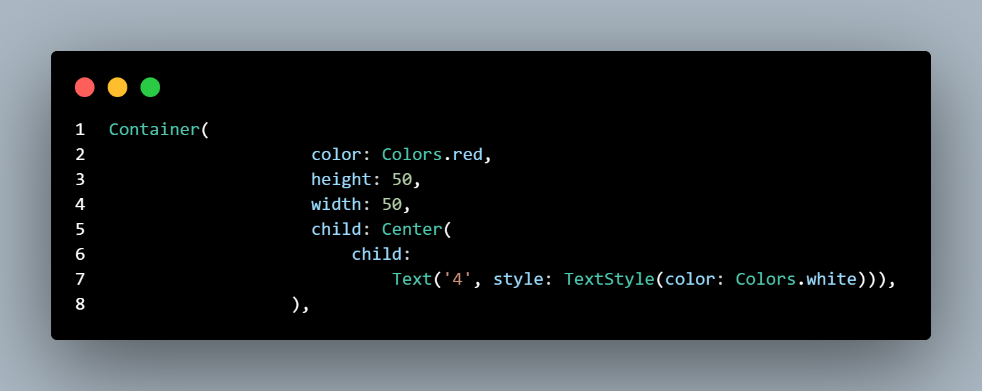 1 Container(
2                     color: Colors.red,
3                     height: 50,
4                     width: 50,
5                     child: Center(
6                         child:
7                             Text('4', style: TextStyle(color: Colors.white))),
8                   ),